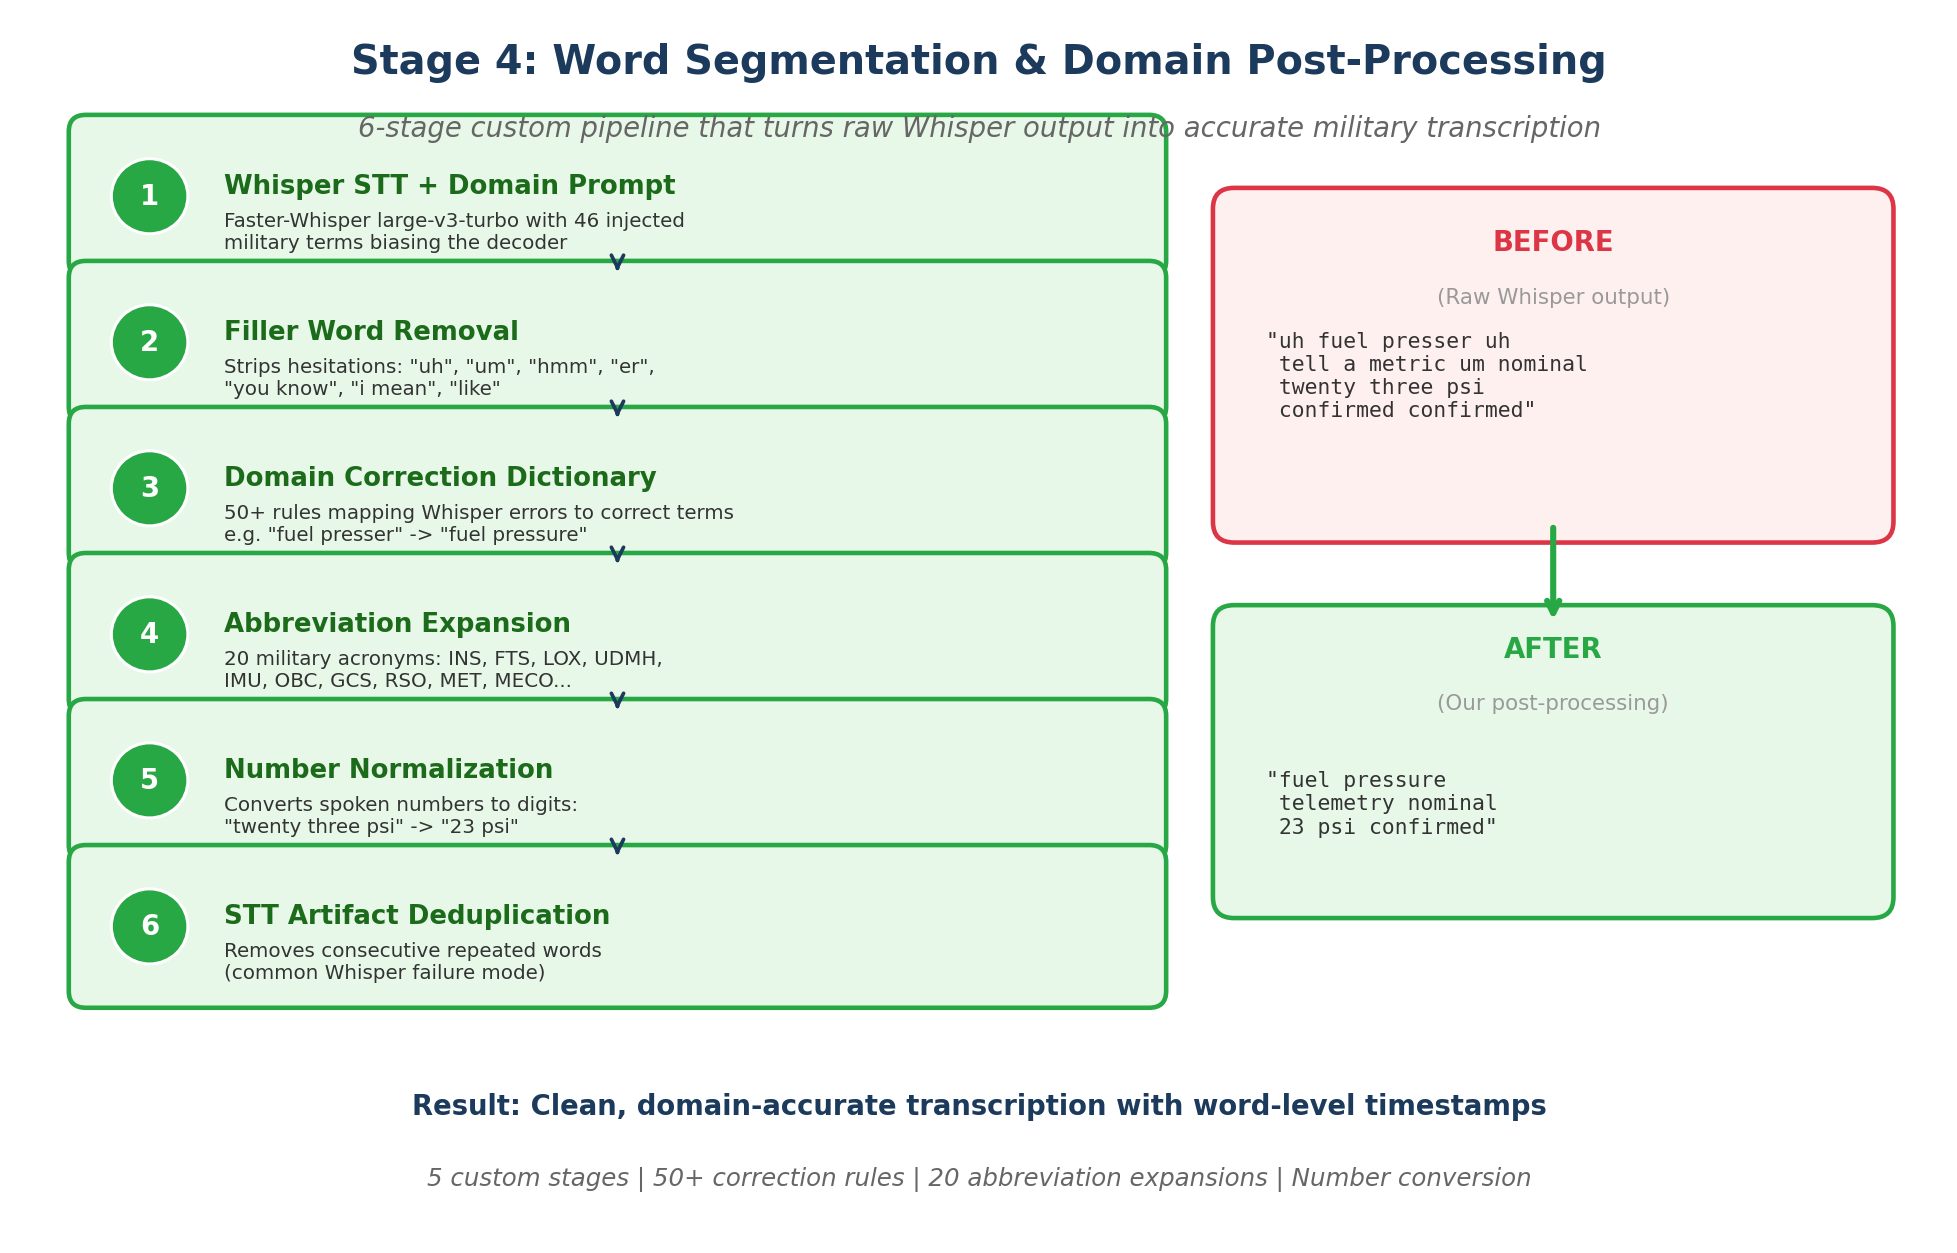 Stage 4: Word Segmentation & Domain Post-Processing
6-stage custom pipeline that turns raw Whisper output into accurate military transcription
1
Whisper STT + Domain Prompt
Faster-Whisper large-v3-turbo with 46 injected
military terms biasing the decoder
2
Filler Word Removal
Strips hesitations: "uh", "um", "hmm", "er",
"you know", "i mean", "like"
3
Domain Correction Dictionary
50+ rules mapping Whisper errors to correct terms
e.g. "fuel presser" -> "fuel pressure"
4
Abbreviation Expansion
20 military acronyms: INS, FTS, LOX, UDMH,
IMU, OBC, GCS, RSO, MET, MECO...
5
Number Normalization
Converts spoken numbers to digits:
"twenty three psi" -> "23 psi"
6
STT Artifact Deduplication
Removes consecutive repeated words
(common Whisper failure mode)
BEFORE
(Raw Whisper output)
"uh fuel presser uh
tell a metric um nominal
twenty three psi
confirmed confirmed"
AFTER
(Our post-processing)
"fuel pressure
telemetry nominal
23 psi confirmed"
Result: Clean, domain-accurate transcription with word-level timestamps
5 custom stages | 50+ correction rules | 20 abbreviation expansions | Number conversion